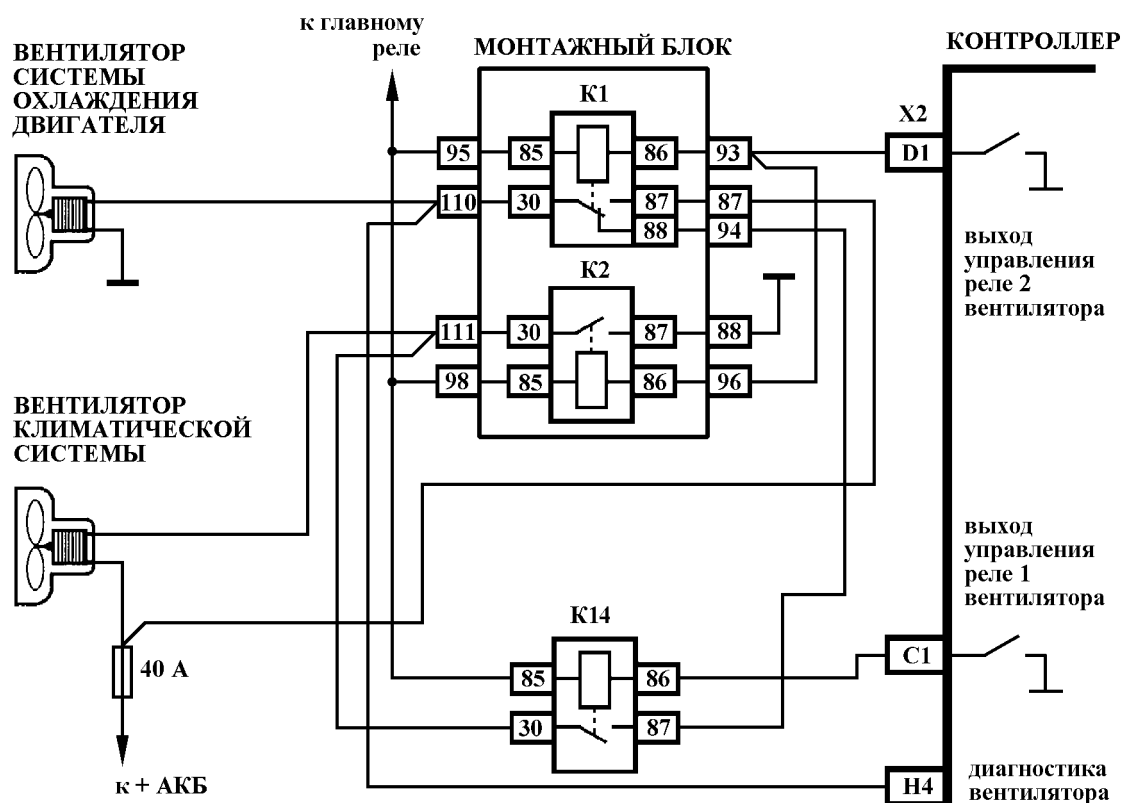 к главному
реле
ВЕНТИЛЯТОР
СИСТЕМЫ
ОХЛАЖДЕНИЯ
ДВИГАТЕЛЯ
МОНТАЖНЫЙ БЛОК
КОНТРОЛЛЕР
К1
X2
95
85
86
93
D1
110
30
87
87
88
94
выход
управления
реле 2
вентилятора
К2
111
30
87
88
98
85
86
96
ВЕНТИЛЯТОР
КЛИМАТИЧЕСКОЙ
СИСТЕМЫ
выход
управления
реле 1
вентилятора
К14
40 А
85
86
C1
30
87
к + АКБ
H4
диагностика
вентилятора